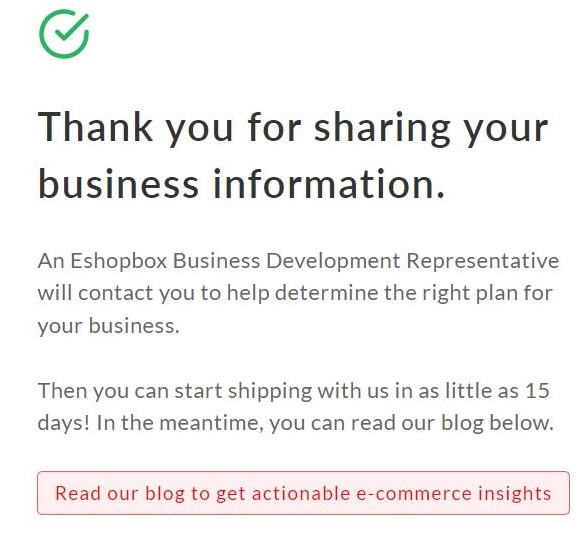 Thank you for sharing your
business information.
An Eshopbox Business Development Representative
will contact you to help determine the right plan for
your business.
Then you can start shipping with us in as little as 15
days! In the meantime, you can read our blog below.
Read our blog to get actionable e-commerce insights